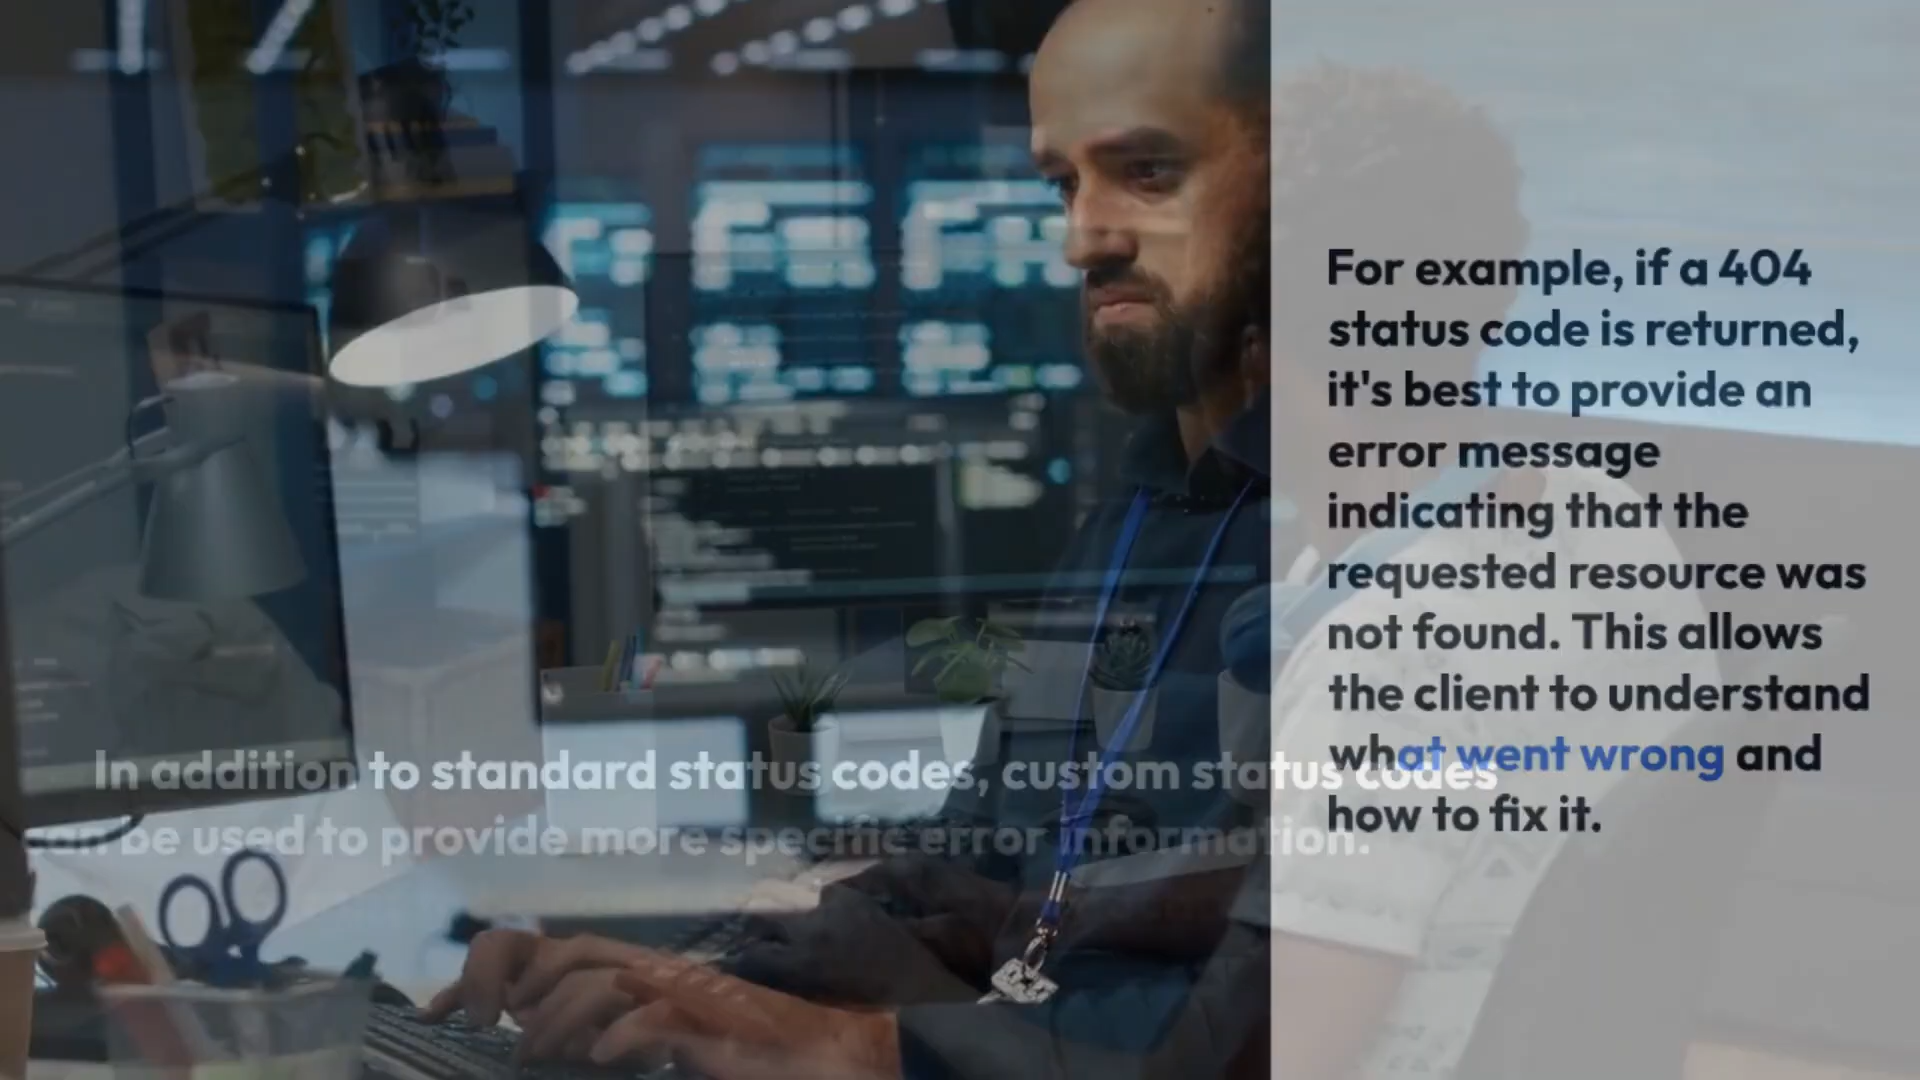 For example, if a 404
status code is returned,
it's best to provide an
error message
indicating that the
requested resource was
not found. This allows
the client to understand
what went wrong and
how to fix it.
In addition to standard status codes, custom status codes
can be used to provide more specific error information.